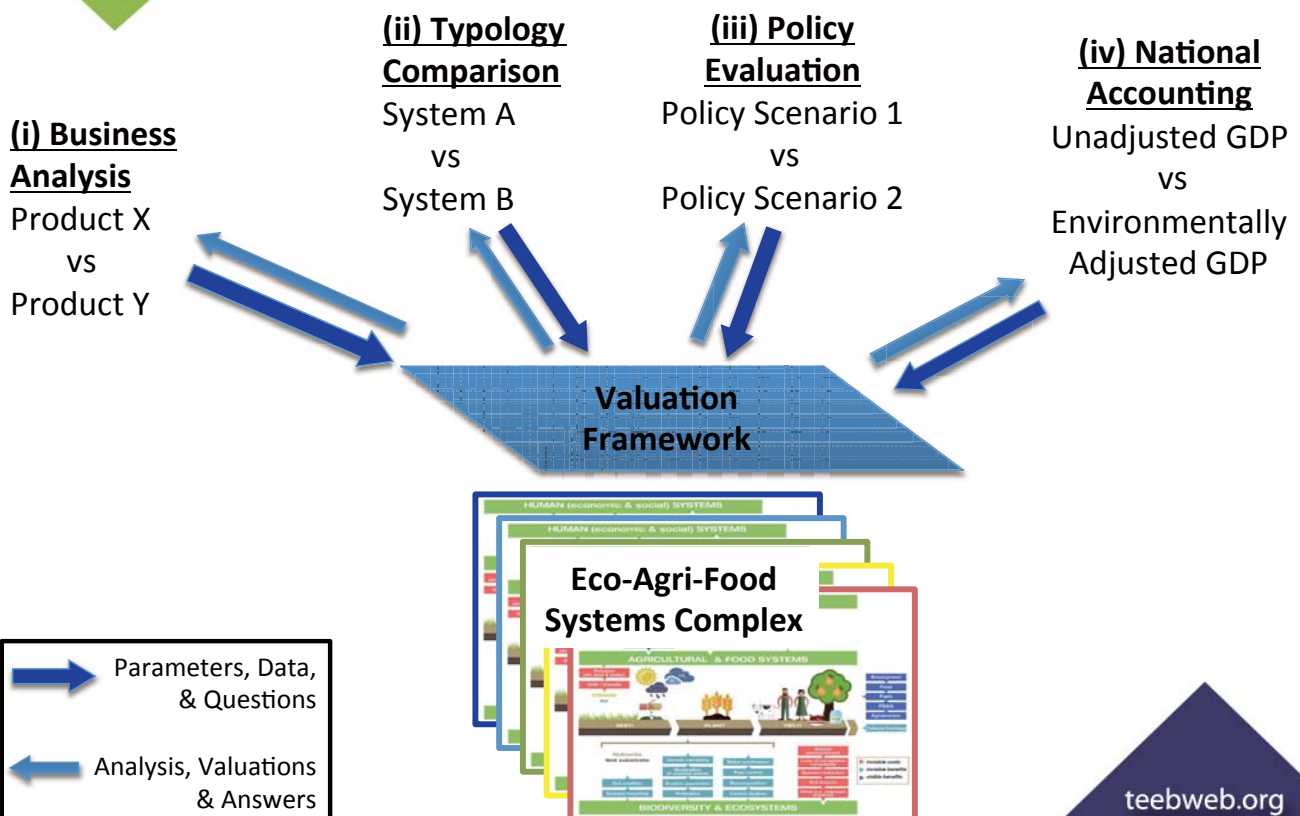 (i) Business
Analysis
Product X
vs
Product Y
(ii) Typology
Comparison
System A
vs
System B
(iii) Policy
Evaluation
Policy Scenario 1
vs
Policy Scenario 2
(iv) National
Accounting
Unadjusted GDP
vs
Environmentally
Adjusted GDP
Valuation
Framework
HUMAN (economic & social) SYSTEMS
HUMAN (economic & social) SYSTEMS
Eco-Agri-Food
Systems Complex
AGRICULTURAL & FOOD SYSTEMS
PLANT
YIELD
BIODIVERSITY & ECOSYSTEMS
Parameters, Data,
& Questions
Analysis, Valuations
& Answers
teebweb.org